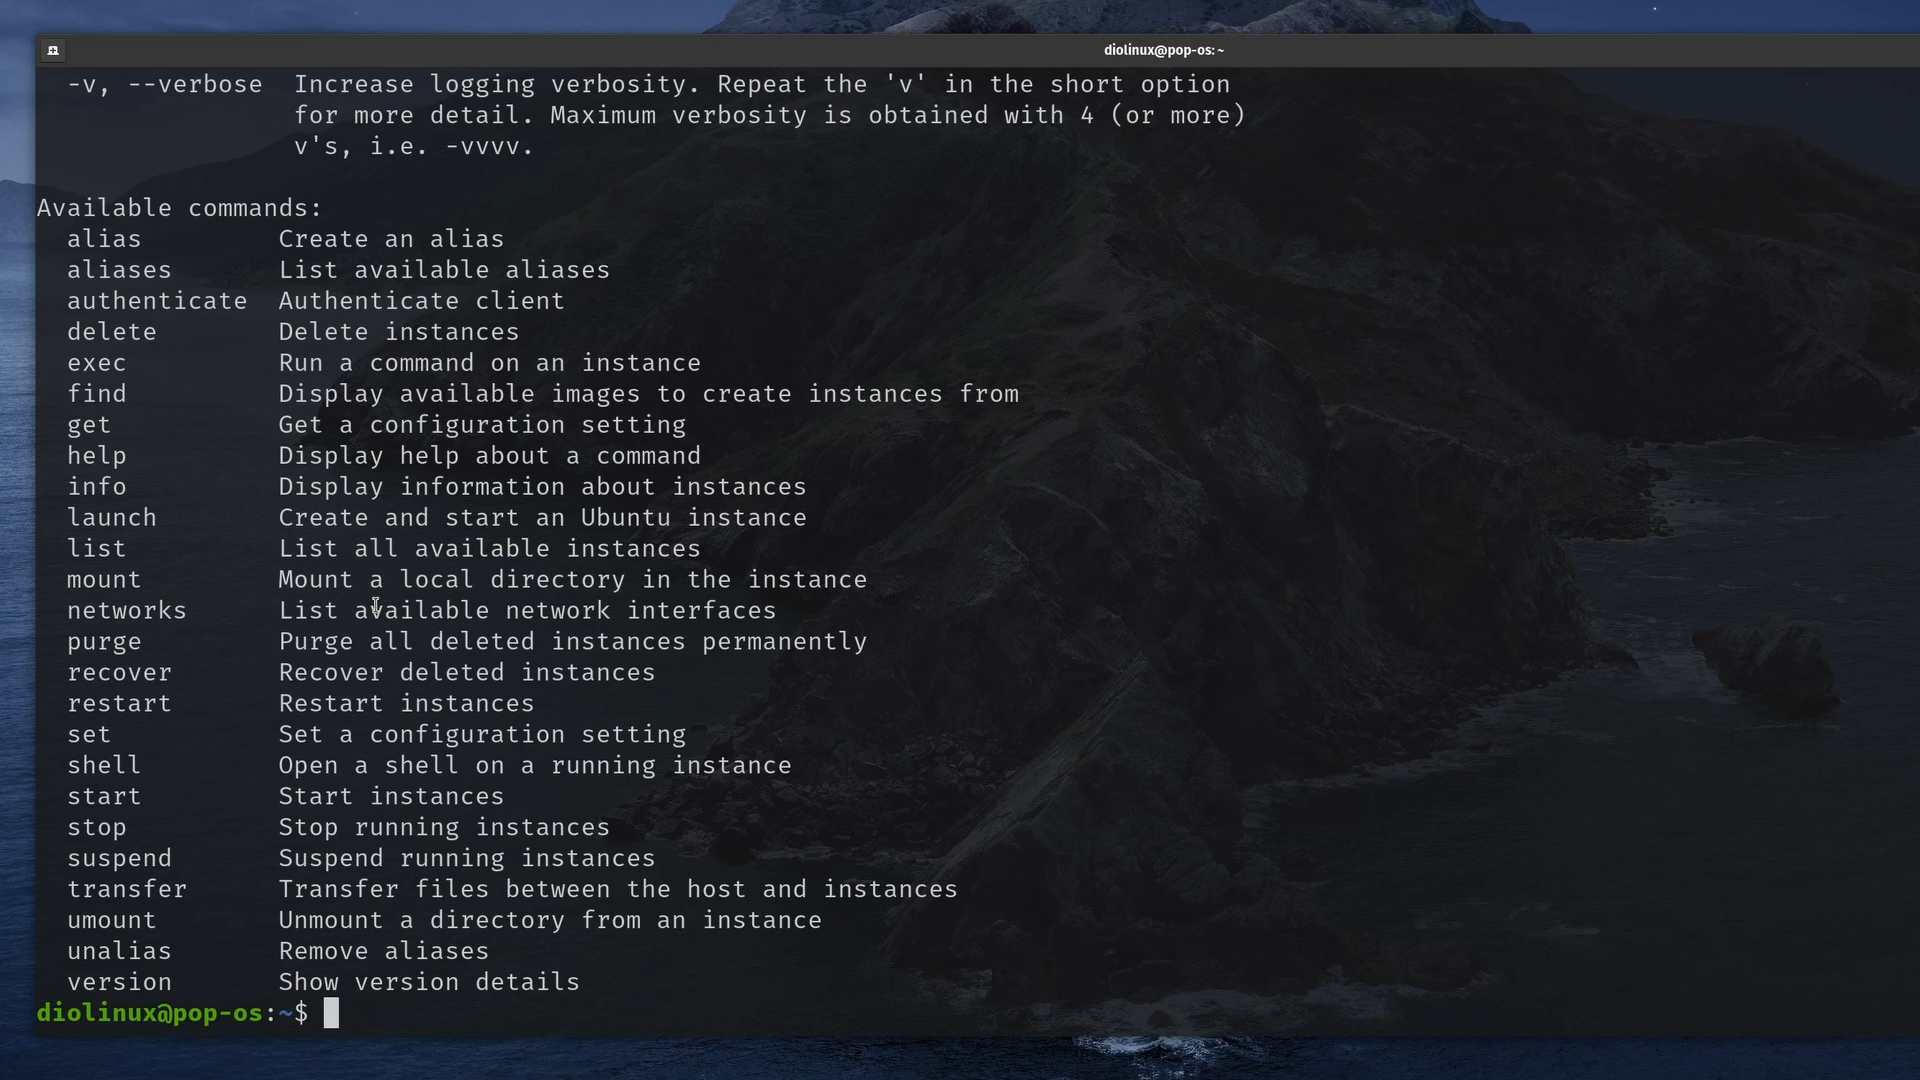 diolinux@pop-os: ~
-v, --verbose  Increase logging verbosity. Repeat the 'v' in the short option
for more detail. Maximum verbosity is obtained with 4 (or more)
v's, i.e. -vvvv.
Available commands:
alias         Create an alias
aliases       List available aliases
authenticate  Authenticate client
delete        Delete instances
exec          Run a command on an instance
find          Display available images to create instances from
get           Get a configuration setting
help          Display help about a command
info          Display information about instances
launch        Create and start an Ubuntu instance
list          List all available instances
mount         Mount a local directory in the instance
networks      List available network interfaces
purge         Purge all deleted instances permanently
recover       Recover deleted instances
restart       Restart instances
set           Set a configuration setting
shell         Open a shell on a running instance
start         Start instances
stop          Stop running instances
suspend       Suspend running instances
transfer      Transfer files between the host and instances
umount        Unmount a directory from an instance
unalias       Remove aliases
version       Show version details
diolinux@pop-os:~$